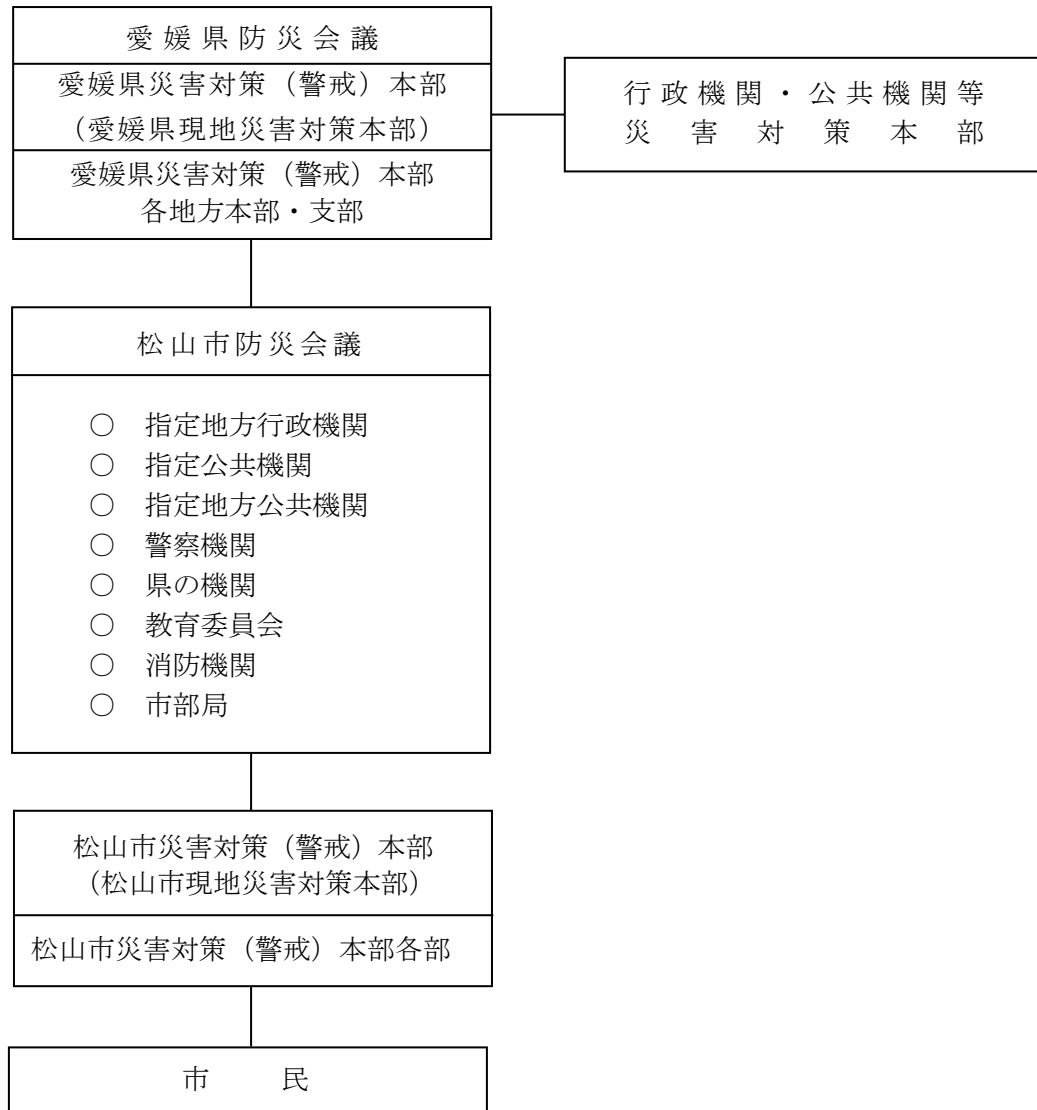 愛媛県防災会議
愛媛県災害対策（警戒）本部
（愛媛県現地災害対策本部）
愛媛県災害対策（警戒）本部
各地方本部・支部
行政機関・公共機関等
災害対策本部
松山市防災会議
○ 指定地方行政機関
○ 指定公共機関
○ 指定地方公共機関
○ 警察機関
○ 県の機関
○ 教育委員会
○ 消防機関
○ 市部局
松山市災害対策（警戒）本部
（松山市現地災害対策本部）
松山市災害対策（警戒）本部各部
市　民